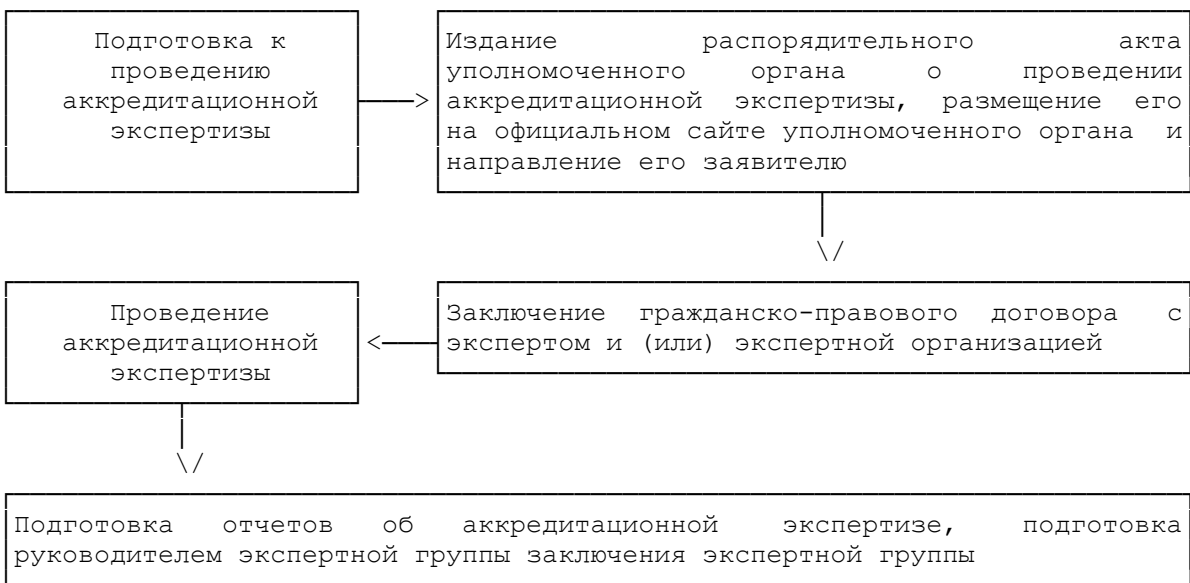 Подготовка к
проведению
аккредитационной
экспертизы
Издание распорядительного акта
уполномоченного органа о проведении
аккредитационной экспертизы, размещение его
на официальном сайте уполномоченного органа и
направление его заявителю
Заключение гражданско-правового договора с
экспертом и (или) экспертной организацией
Проведение
аккредитационной
экспертизы
Подготовка отчетов об аккредитационной экспертизе, подготовка
руководителем экспертной группы заключения экспертной группы